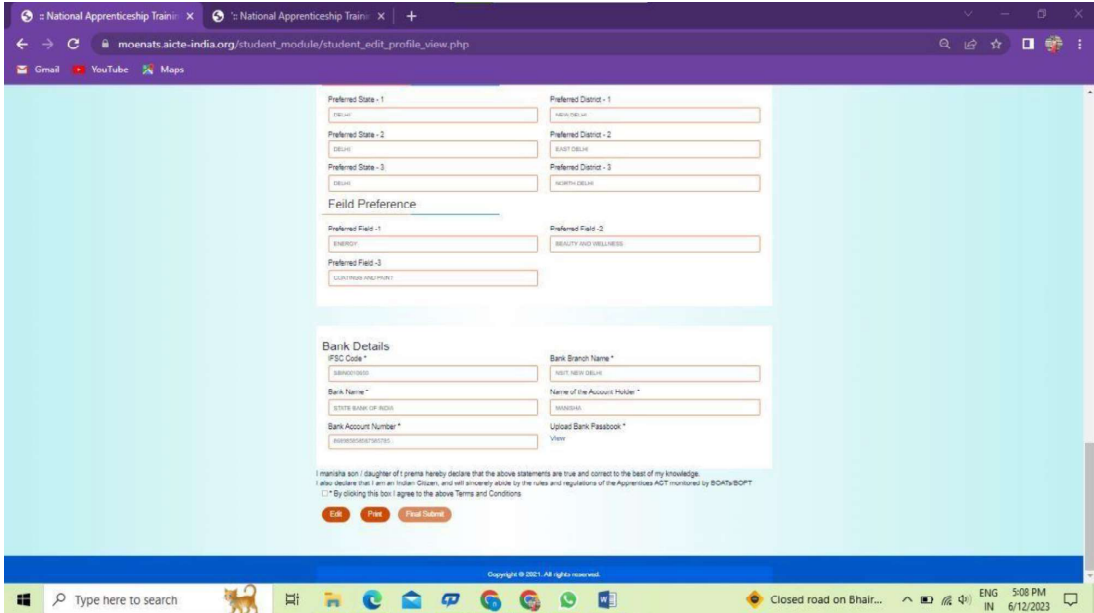 :: National Apprenticeship Trainin
:: National Apprenticeship Trainin
moenats.aicte-india.org/student_module/student_edit_profile_view.php
Gmail YouTube Maps
Preferred State - 1 Preferred District - 1
DELHI NEW DELHI
Preferred State - 2 Preferred District - 2
DELHI EAST DELHI
Preferred State - 3 Preferred District - 3
DELHI NORTH DELHI
Feild Preference
Preferred Field -1 Preferred Field -2
ENERGY BEAUTY AND WELLNESS
Preferred Field -3
AND PAINT
Bank Details
IFSC Code * Bank Branch Name *
NSIT, NEW DELHI
Bank Name * Name of the Account Holder *
STATE BANK OF INDIA MANISHA
Bank Account Number * Upload Bank Passbook *
View
I manisha son / daughter of t prema hereby declare that the above statements are true and correct to the best of my knowledge.
I also declare that I am an Indian Citizen, and will sincerely abide by the rules and regulations of the Apprentices ACT monitored by BOATs/BOPT
* By clicking this box I agree to the above Terms and Conditions
Edit Print Final Submit
Copyright © 2021. All rights reserved.
Type here to search
Closed road on Bhair...
ENG 5:08 PM
IN 6/12/2023